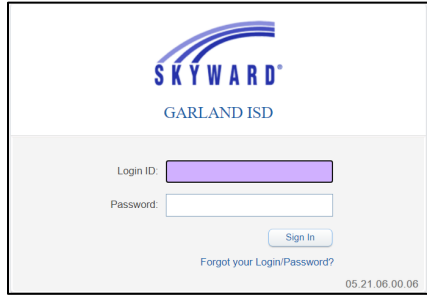 SKYWARD®
GARLAND ISD
Login ID:
Password:
Sign In
Forgot your Login/Password?
05.21.06.00.06